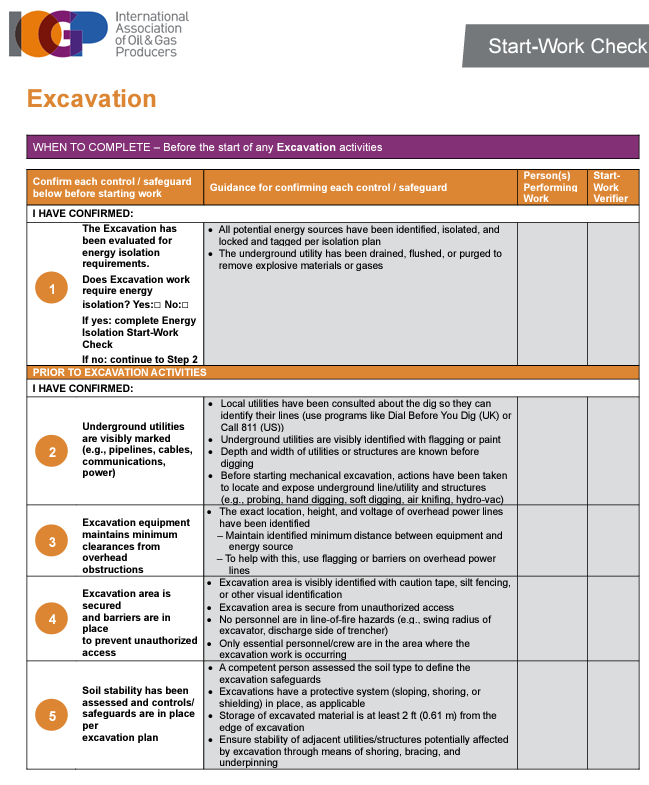 IOGP
International
Association
of Oil & Gas
Producers
Start-Work Check
Excavation
WHEN TO COMPLETE – Before the start of any Excavation activities
Confirm each control / safeguard
below before starting work
Guidance for confirming each control / safeguard
Person(s)
Performing
Work
Start-
Work
Verifier
I HAVE CONFIRMED:
1
The Excavation has
been evaluated for
energy isolation
requirements.
Does Excavation work
require energy
isolation? Yes:□ No:□
If yes: complete Energy
Isolation Start-Work
Check
If no: continue to Step 2
• All potential energy sources have been identified, isolated, and
locked and tagged per isolation plan
• The underground utility has been drained, flushed, or purged to
remove explosive materials or gases
PRIOR TO EXCAVATION ACTIVITIES
I HAVE CONFIRMED:
2
Underground utilities
are visibly marked
(e.g., pipelines, cables,
communications,
power)
• Local utilities have been consulted about the dig so they can
identify their lines (use programs like Dial Before You Dig (UK) or
Call 811 (US))
• Underground utilities are visibly identified with flagging or paint
• Depth and width of utilities or structures are known before
digging
• Before starting mechanical excavation, actions have been taken
to locate and expose underground line/utility and structures
(e.g., probing, hand digging, soft digging, air knifing, hydro-vac)
3
Excavation equipment
maintains minimum
clearances from
overhead
obstructions
• The exact location, height, and voltage of overhead power lines
have been identified
– Maintain identified minimum distance between equipment and
energy source
– To help with this, use flagging or barriers on overhead power
lines
4
Excavation area is
secured
and barriers are in
place
to prevent unauthorized
access
• Excavation area is visibly identified with caution tape, silt fencing,
or other visual identification
• Excavation area is secure from unauthorized access
• No personnel are in line-of-fire hazards (e.g., swing radius of
excavator, discharge side of trencher)
• Only essential personnel/crew are in the area where the
excavation work is occurring
5
Soil stability has been
assessed and controls/
safeguards are in place
per
excavation plan
• A competent person assessed the soil type to define the
excavation safeguards
• Excavations have a protective system (sloping, shoring, or
shielding) in place, as applicable
• Storage of excavated material is at least 2 ft (0.61 m) from the
edge of excavation
• Ensure stability of adjacent utilities/structures potentially affected
by excavation through means of shoring, bracing, and
underpinning